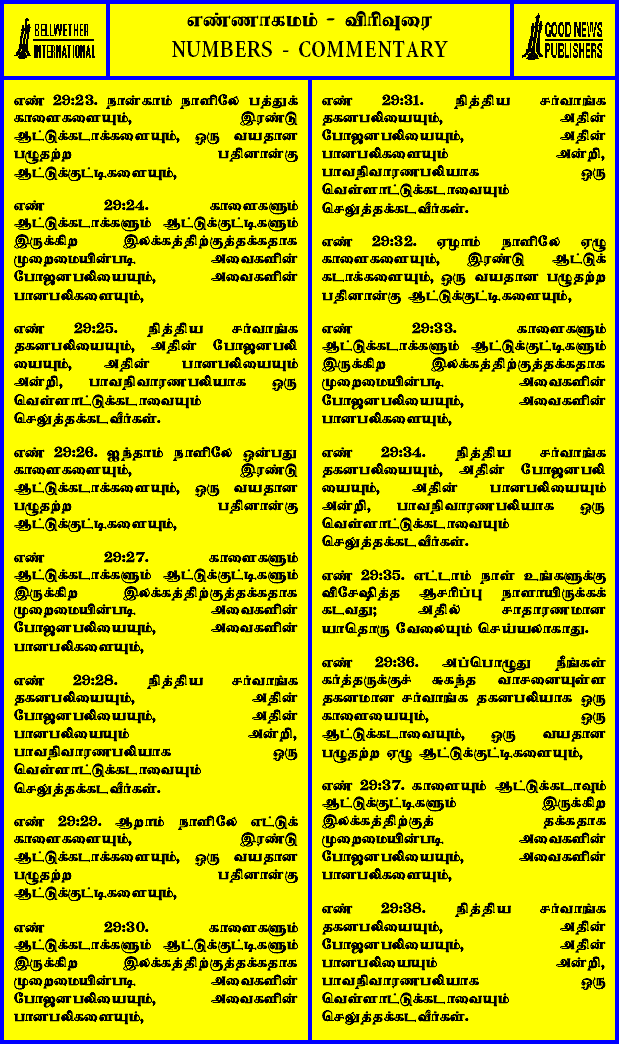 BELLWETHER
INTERNATIONAL
எண்ணாகமம் - விரிவுரை
NUMBERS - COMMENTARY
GOOD NEWS
PUBLISHERS
எண் 29:23. நான்காம் நாளிலே பத்துக்
காளைகளையும், இரண்டு
ஆட்டுக்கடாக்களையும், ஒரு வயதான
பழுதற்ற பதினான்கு
ஆட்டுக்குட்டிகளையும்,
எண் 29:24. காளைகளும்
ஆட்டுக்கடாக்களும் ஆட்டுக்குட்டிகளும்
இருக்கிற இலக்கத்திற்குத்தக்கதாக
முறைமையின்படி அவைகளின்
போஜனபலியையும், அவைகளின்
பானபலிகளையும்,
எண் 29:25. நித்திய சர்வாங்க
தகனபலியையும், அதின் போஜனபலி
யையும், அதின் பானபலியையும்
அன்றி, பாவநிவாரணபலியாக ஒரு
வெள்ளாட்டுக்கடாவையும்
செலுத்தக்கடவீர்கள்.
எண் 29:26. ஐந்தாம் நாளிலே ஒன்பது
காளைகளையும், இரண்டு
ஆட்டுக்கடாக்களையும், ஒரு வயதான
பழுதற்ற பதினான்கு
ஆட்டுக்குட்டிகளையும்,
எண் 29:27. காளைகளும்
ஆட்டுக்கடாக்களும் ஆட்டுக்குட்டிகளும்
இருக்கிற இலக்கத்திற்குத்தக்கதாக
முறைமையின்படி அவைகளின்
போஜனபலியையும், அவைகளின்
பானபலிகளையும்,
எண் 29:28. நித்திய சர்வாங்க
தகனபலியையும், அதின்
போஜனபலியையும், அதின்
பானபலியையும் அன்றி,
பாவநிவாரணபலியாக ஒரு
வெள்ளாட்டுக்கடாவையும்
செலுத்தக்கடவீர்கள்.
எண் 29:29. ஆறாம் நாளிலே எட்டுக்
காளைகளையும், இரண்டு
ஆட்டுக்கடாக்களையும், ஒரு வயதான
பழுதற்ற பதினான்கு
ஆட்டுக்குட்டிகளையும்,
எண் 29:30. காளைகளும்
ஆட்டுக்கடாக்களும் ஆட்டுக்குட்டிகளும்
இருக்கிற இலக்கத்திற்குத்தக்கதாக
முறைமையின்படி அவைகளின்
போஜனபலியையும், அவைகளின்
பானபலிகளையும்,
எண் 29:31. நித்திய சர்வாங்க
தகனபலியையும், அதின்
போஜனபலியையும், அதின்
பானபலிகளையும் அன்றி,
பாவநிவாரணபலியாக ஒரு
வெள்ளாட்டுக்கடாவையும்
செலுத்தக்கடவீர்கள்.
எண் 29:32. ஏழாம் நாளிலே ஏழு
காளைகளையும், இரண்டு ஆட்டுக்
கடாக்களையும், ஒரு வயதான பழுதற்ற
பதினான்கு ஆட்டுக்குட்டிகளையும்,
எண் 29:33. காளைகளும்
ஆட்டுக்கடாக்களும் ஆட்டுக்குட்டிகளும்
இருக்கிற இலக்கத்திற்குத்தக்கதாக
முறைமையின்படி அவைகளின்
போஜனபலியையும், அவைகளின்
பானபலிகளையும்,
எண் 29:34. நித்திய சர்வாங்க
தகனபலியையும், அதின் போஜனபலி
யையும், அதின் பானபலியையும்
அன்றி, பாவநிவாரணபலியாக ஒரு
வெள்ளாட்டுக்கடாவையும்
செலுத்தக்கடவீர்கள்.
எண் 29:35. எட்டாம் நாள் உங்களுக்கு
விசேஷித்த ஆசரிப்பு நாளாயிருக்கக்
கடவது; அதில் சாதாரணமான
யாதொரு வேலையும் செய்யலாகாது.
எண் 29:36. அப்பொழுது நீங்கள்
கர்த்தருக்குச் சுகந்த வாசனையுள்ள
தகனமான சர்வாங்க தகனபலியாக ஒரு
காளையையும், ஒரு
ஆட்டுக்கடாவையும், ஒரு வயதான
பழுதற்ற ஏழு ஆட்டுக்குட்டிகளையும்,
எண் 29:37. காளையும் ஆட்டுக்கடாவும்
ஆட்டுக்குட்டிகளும் இருக்கிற
இலக்கத்திற்குத் தக்கதாக
முறைமையின்படி அவைகளின்
போஜனபலியையும், அவைகளின்
பானபலிகளையும்,
எண் 29:38. நித்திய சர்வாங்க
தகனபலியையும், அதின்
போஜனபலியையும், அதின்
பானபலியையும் அன்றி,
பாவநிவாரணபலியாக ஒரு
வெள்ளாட்டுக்கடாவையும்
செலுத்தக்கடவீர்கள்.